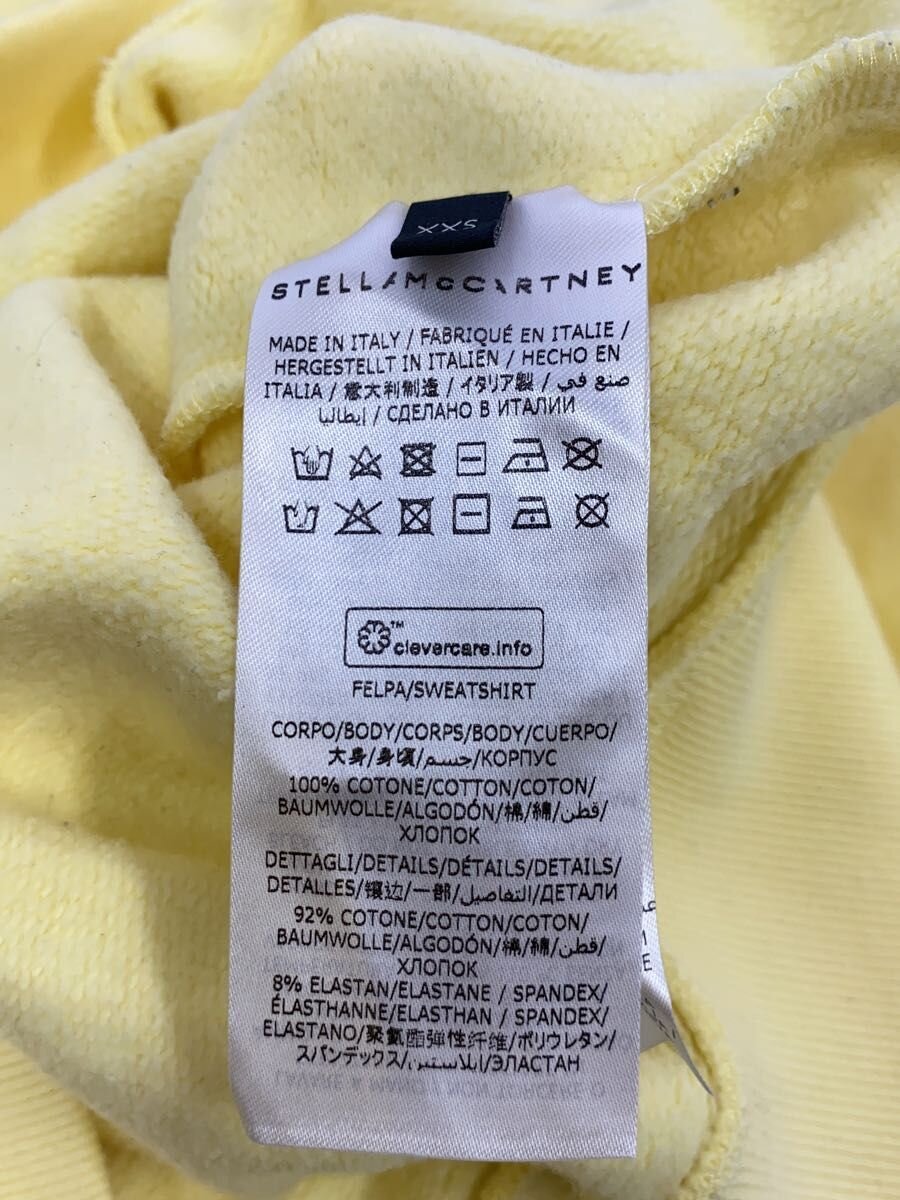 XXS
STELLAMcCARTNEY
MADE IN ITALY / FABRIQUÉ EN ITALIE /
HERGESTELLT IN ITALIEN / HECHO EN
ITALIA / 意大利制造 / イタリア製 / صنع في
إيطاليا / СДЕЛАНО В ИТАЛИИ
TM
clevercare.info
FELPA/SWEATSHIRT
CORPO/BODY/CORPS/BODY/CUERPO/
大身/身頃/جسم/КОРПУС
100% COTONE/COTTON/COTON/
BAUMWOLLE/ALGODÓN/棉/綿/قطن/
ХЛОПОК
DETTAGLI/DETAILS/DÉTAILS/DETAILS/
DETALLES/镶边/一部/التفاصيل/ДЕТАЛИ
92% COTONE/COTTON/COTON/
BAUMWOLLE/ALGODÓN/棉/綿/قطن/
ХЛОПОК
8% ELASTAN/ELASTANE / SPANDEX/
ÉLASTHANNE/ELASTHAN / SPANDEX/
ELASTANO/聚氨酯弹性纤维/ポリウレタン/
スパンデックス/إيلاستين/ЭЛАСТАН